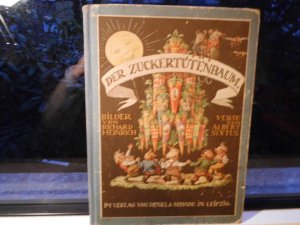 DER ZUCKERTÜTENBAUM
BILDER
VON
RICHARD
HEINRICH
VERSE
VON
ALBERT
SIXTUS
IM VERLAG VON HEGEL & SCHADE IN LEIPZIG.